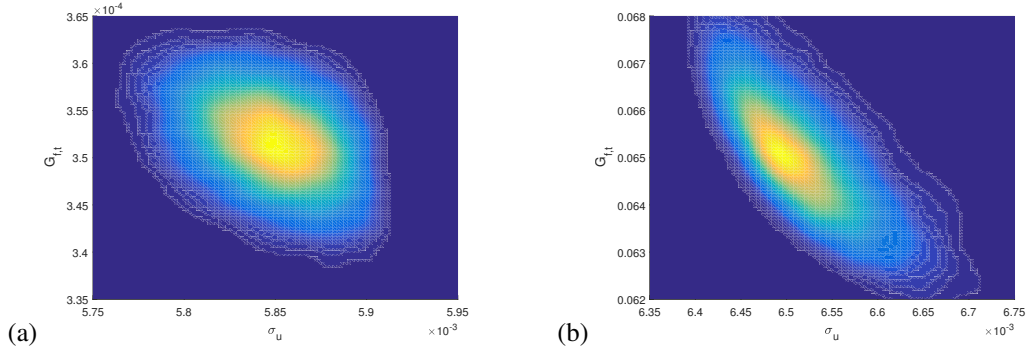 ×10⁻⁴
3.65
3.6
3.55
3.5
3.45
3.4
3.35
G_{f,t}
5.75 5.8 5.85 5.9 5.95
σ_u ×10⁻³
(a)
0.068
0.067
0.066
0.065
0.064
0.063
0.062
G_{f,t}
6.35 6.4 6.45 6.5 6.55 6.6 6.65 6.7 6.75
σ_u ×10⁻³
(b)